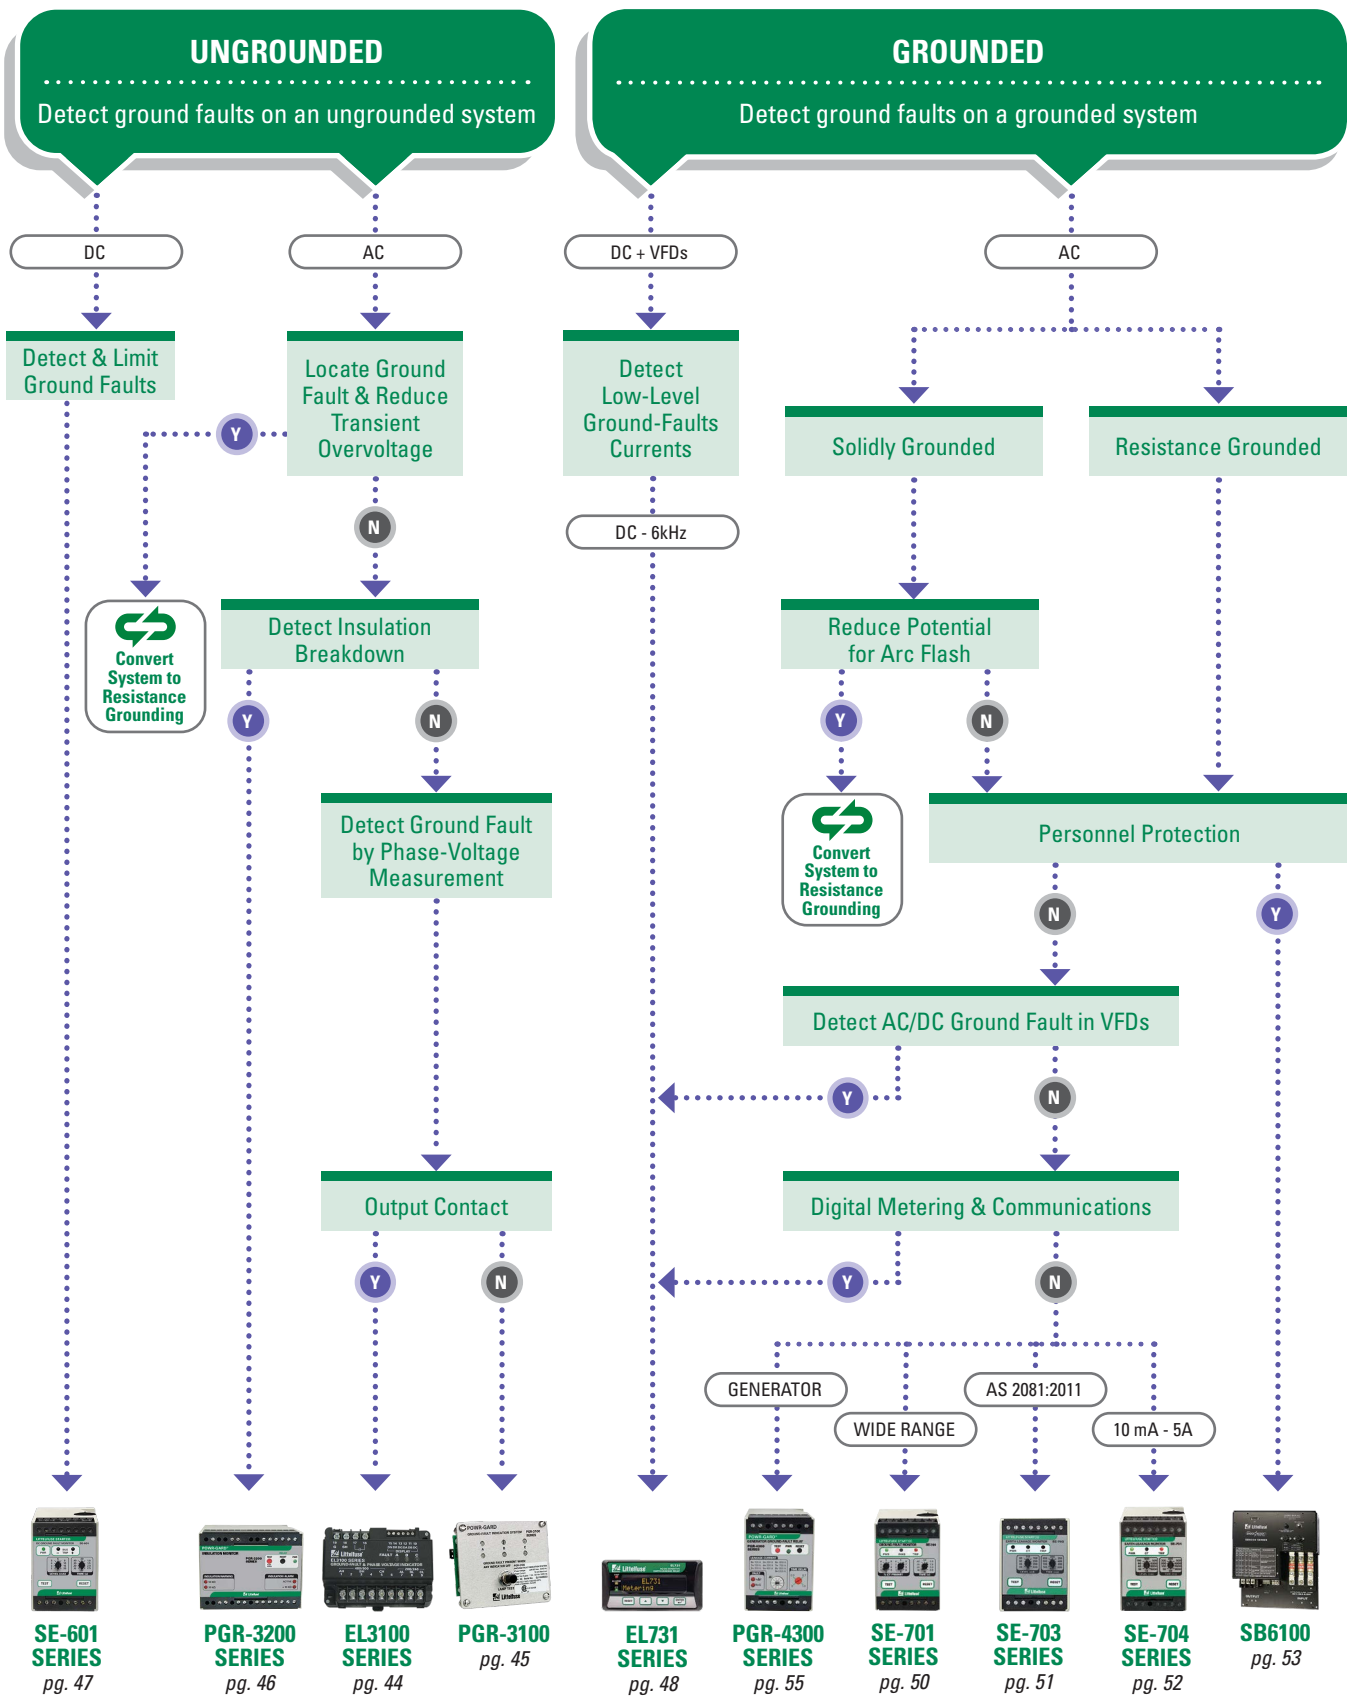 UNGROUNDED
Detect ground faults on an ungrounded system
GROUNDED
Detect ground faults on a grounded system
DC
AC
DC + VFDs
AC
Detect & Limit
Ground Faults
Locate Ground
Fault & Reduce
Transient
Overvoltage
Detect
Low-Level
Ground-Faults
Currents
Solidly Grounded
Resistance Grounded
Y
N
DC - 6kHz
Convert
System to
Resistance
Grounding
Detect Insulation
Breakdown
Reduce Potential
for Arc Flash
Y
N
Y
N
Detect Ground Fault
by Phase-Voltage
Measurement
Convert
System to
Resistance
Grounding
Personnel Protection
N
Y
Detect AC/DC Ground Fault in VFDs
Y
N
Output Contact
Digital Metering & Communications
Y
N
Y
N
GENERATOR
WIDE RANGE
AS 2081:2011
10 mA - 5A
SE-601
SERIES
pg. 47
PGR-3200
SERIES
pg. 46
EL3100
SERIES
pg. 44
PGR-3100
pg. 45
EL731
SERIES
pg. 48
PGR-4300
SERIES
pg. 55
SE-701
SERIES
pg. 50
SE-703
SERIES
pg. 51
SE-704
SERIES
pg. 52
SB6100
pg. 53